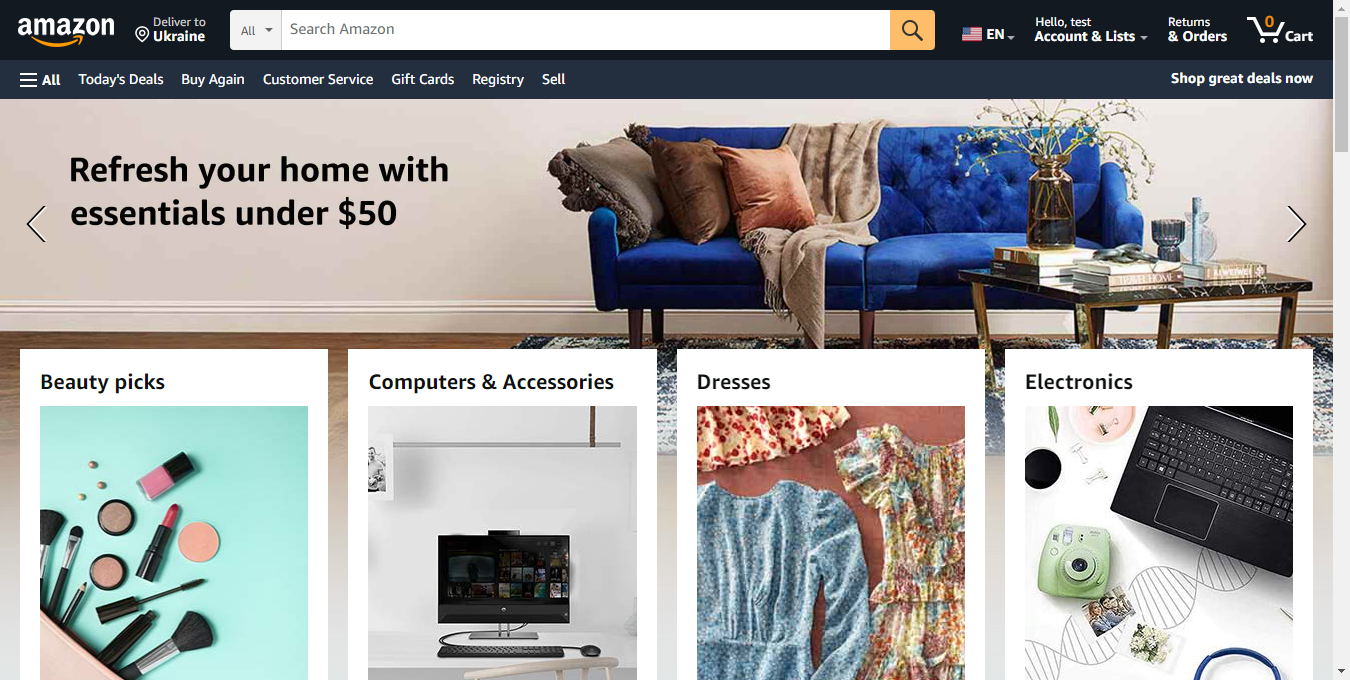 amazon
Deliver to
Ukraine
All
Search Amazon
EN
Hello, test
Account & Lists
Returns
& Orders
0
Cart
All
Today's Deals
Buy Again
Customer Service
Gift Cards
Registry
Sell
Shop great deals now
Refresh your home with
essentials under $50
Beauty picks
Computers & Accessories
Dresses
Electronics